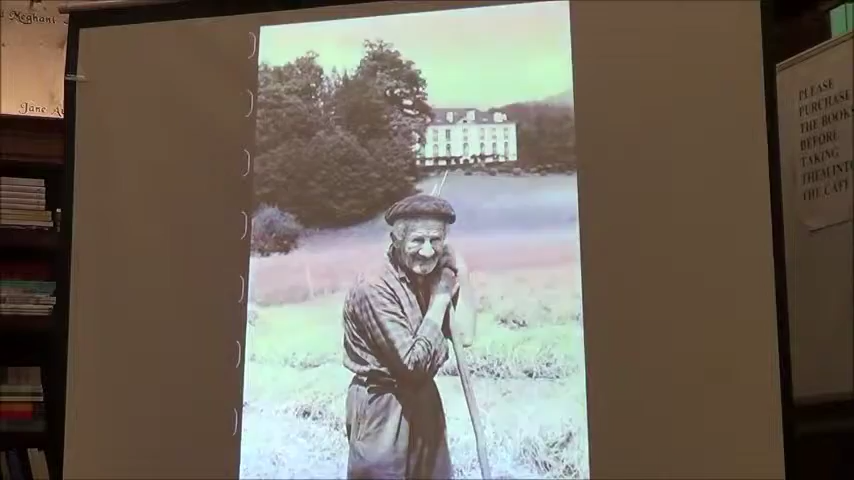 Meghani
Jane
PLEASE
PURCHASE
THE BOOK
BEFORE
TAKING
THEM INTO
THE CAFE